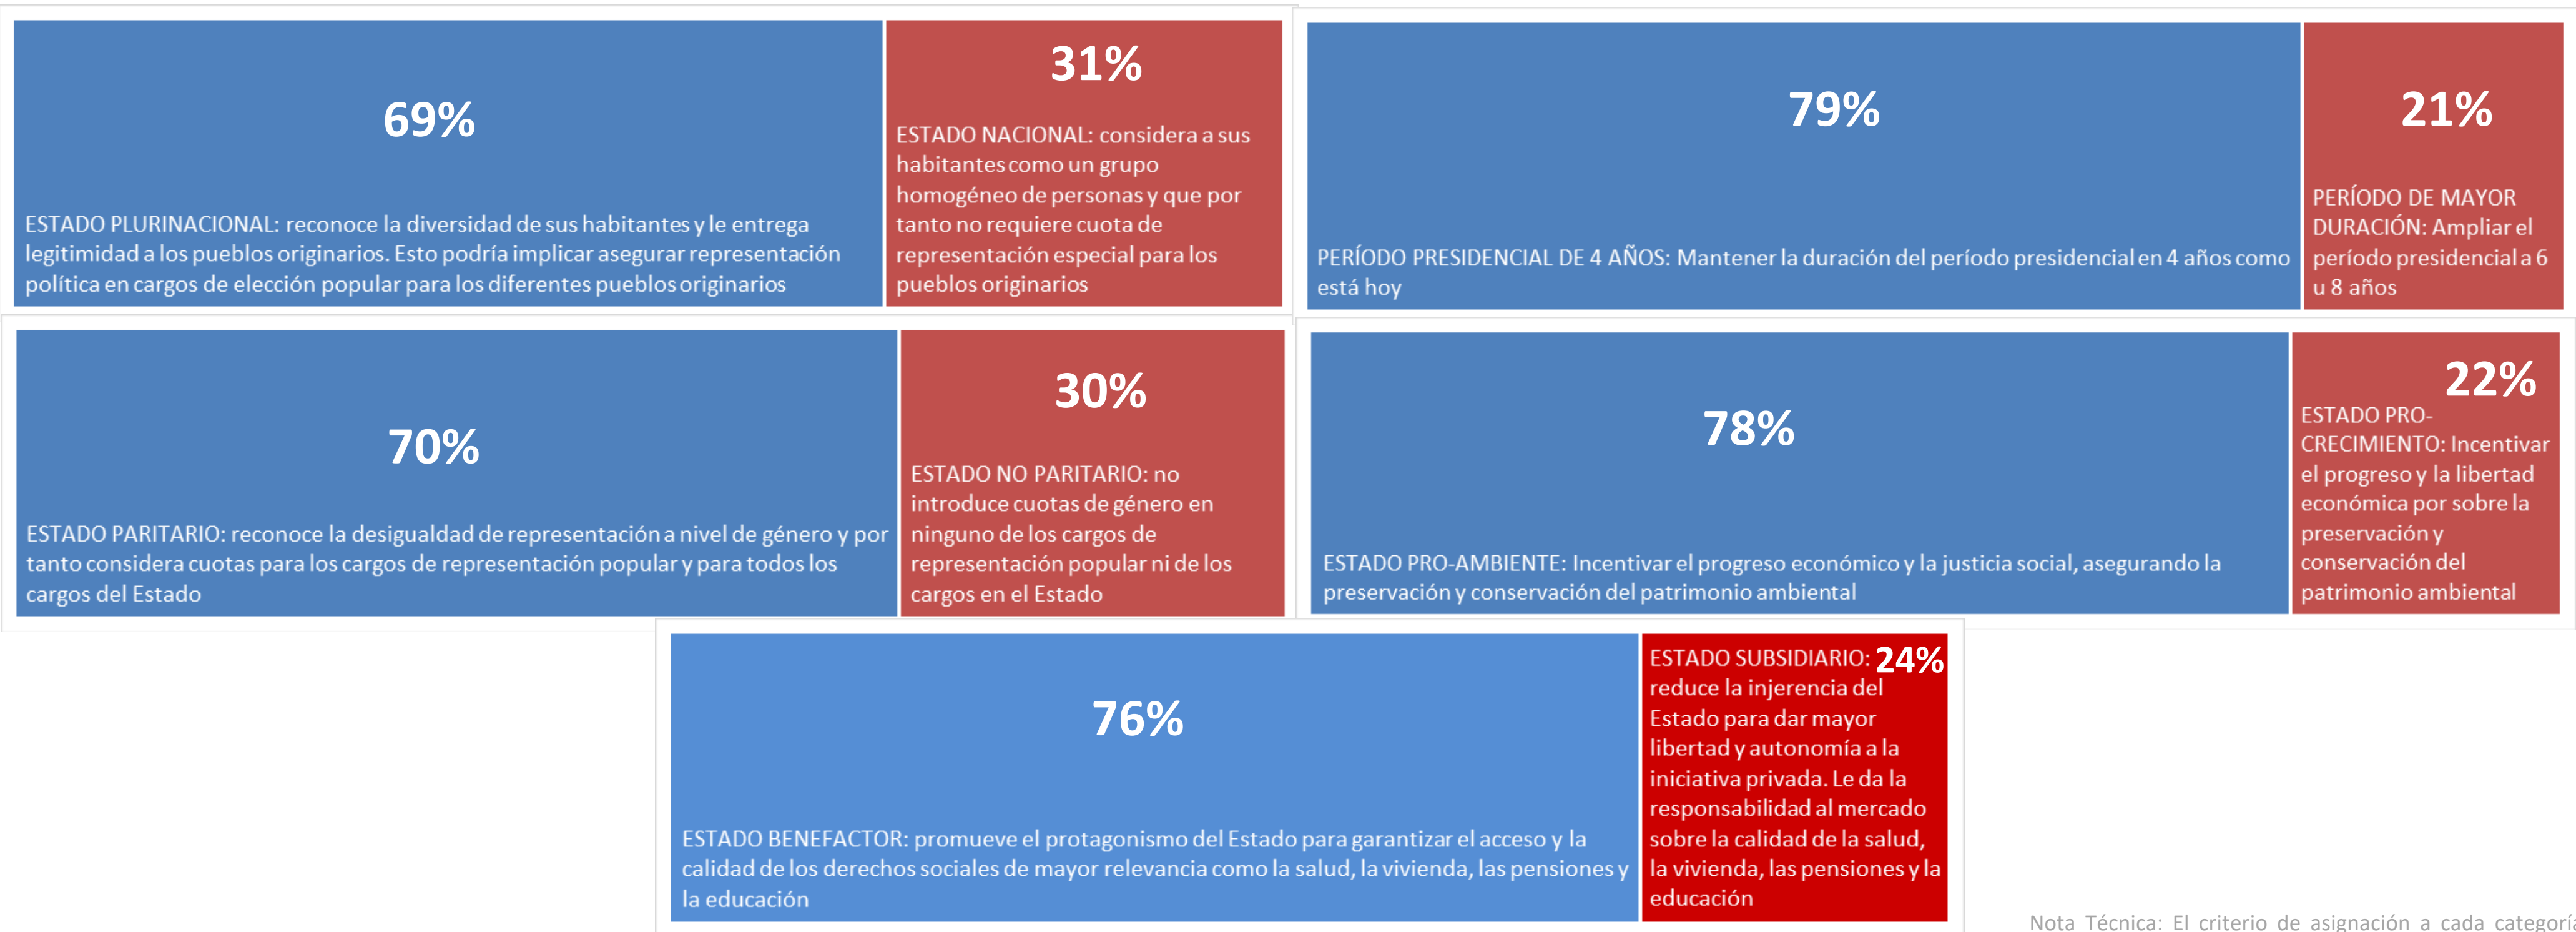 69%
ESTADO PLURINACIONAL: reconoce la diversidad de sus habitantes y le entrega
legitimidad a los pueblos originarios. Esto podría implicar asegurar representación
política en cargos de elección popular para los diferentes pueblos originarios
31%
ESTADO NACIONAL: considera a sus
habitantes como un grupo
homogéneo de personas y que por
tanto no requiere cuota de
representación especial para los
pueblos originarios
79%
PERÍODO PRESIDENCIAL DE 4 AÑOS: Mantener la duración del período presidencial en 4 años como
está hoy
21%
PERÍODO DE MAYOR
DURACIÓN: Ampliar el
período presidencial a 6
u 8 años
70%
ESTADO PARITARIO: reconoce la desigualdad de representación a nivel de género y por
tanto considera cuotas para los cargos de representación popular y para todos los
cargos del Estado
30%
ESTADO NO PARITARIO: no
introduce cuotas de género en
ninguno de los cargos de
representación popular ni de los
cargos en el Estado
78%
ESTADO PRO-AMBIENTE: Incentivar el progreso económico y la justicia social, asegurando la
preservación y conservación del patrimonio ambiental
22%
ESTADO PRO-
CRECIMIENTO: Incentivar
el progreso y la libertad
económica por sobre la
preservación y
conservación del
patrimonio ambiental
76%
ESTADO BENEFACTOR: promueve el protagonismo del Estado para garantizar el acceso y la
calidad de los derechos sociales de mayor relevancia como la salud, la vivienda, las pensiones y
la educación
ESTADO SUBSIDIARIO: 24%
reduce la injerencia del
Estado para dar mayor
libertad y autonomía a la
iniciativa privada. Le da la
responsabilidad al mercado
sobre la calidad de la salud,
la vivienda, las pensiones y la
educación
Nota Técnica: El criterio de asignación a cada categoría